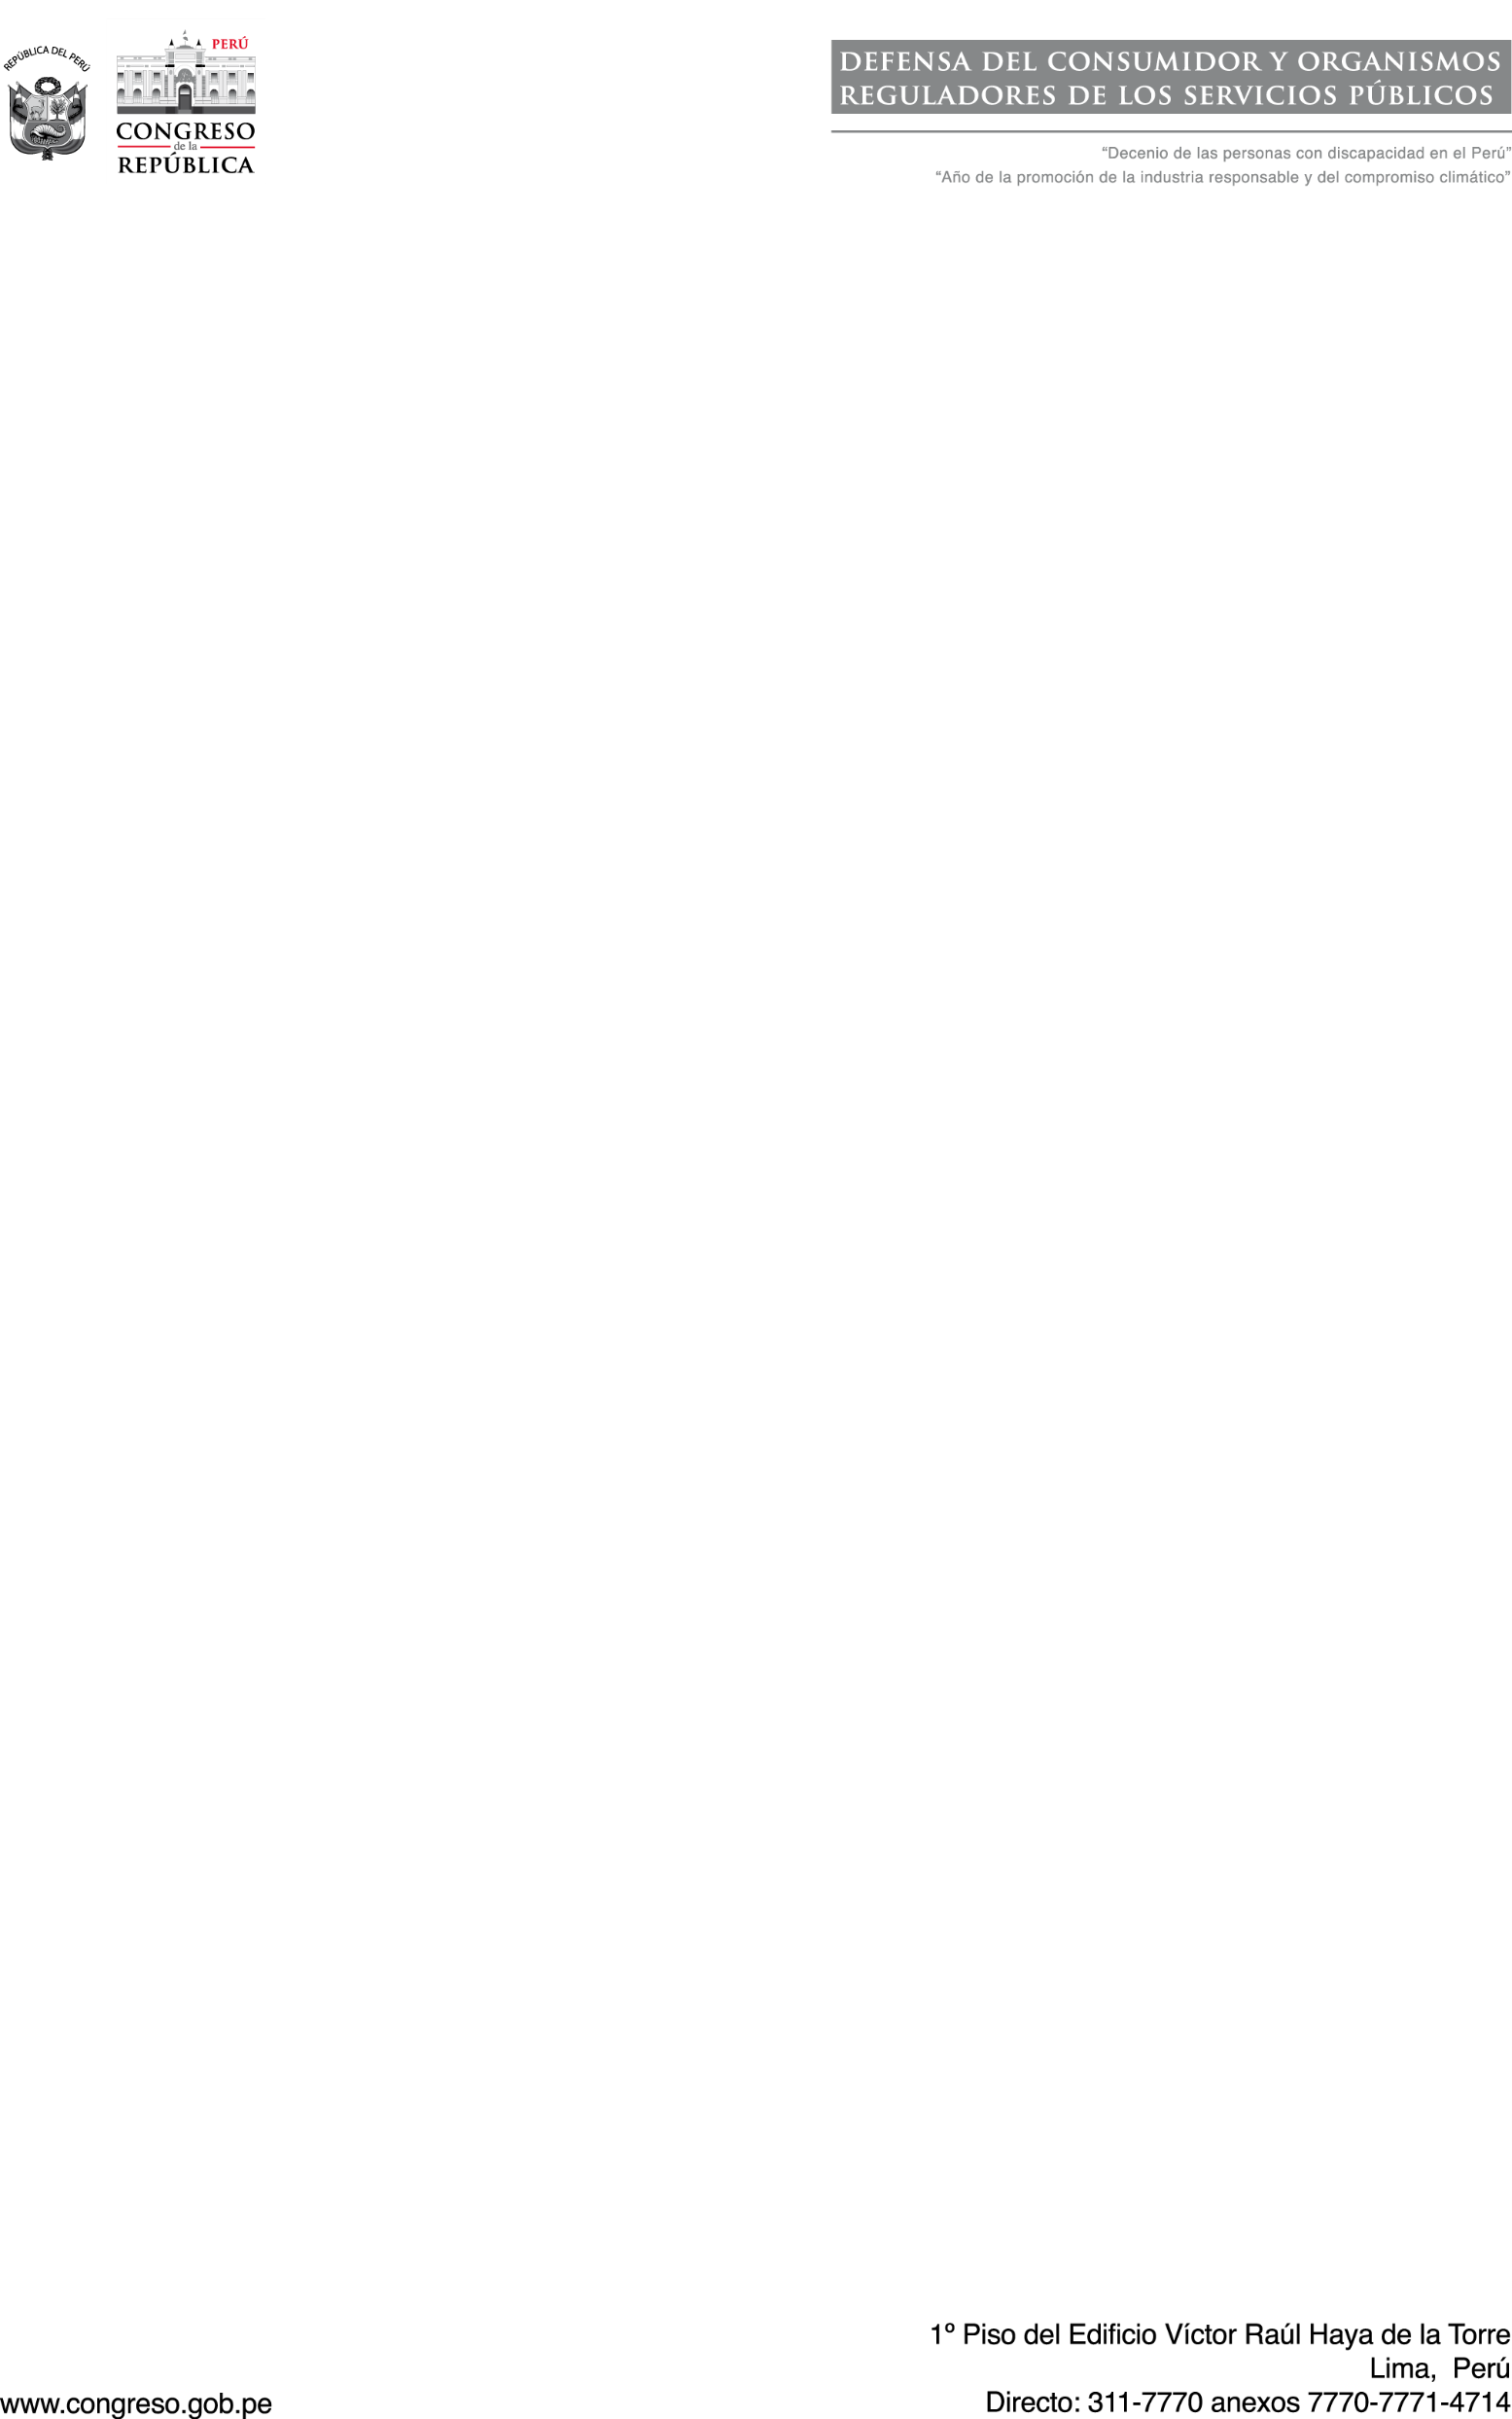 REPÚBLICA DEL PERÚ
PERÚ
CONGRESO
de la
REPÚBLICA
DEFENSA DEL CONSUMIDOR Y ORGANISMOS
REGULADORES DE LOS SERVICIOS PÚBLICOS
“Decenio de las personas con discapacidad en el Perú”
“Año de la promoción de la industria responsable y del compromiso climático”
1º Piso del Edificio Víctor Raúl Haya de la Torre
Lima, Perú
Directo: 311-7770 anexos 7770-7771-4714
www.congreso.gob.pe